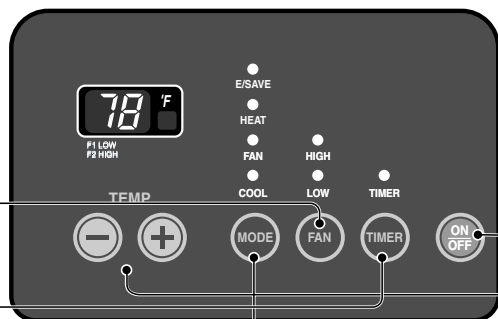 78 °F
F1 LOW
F2 HIGH
E/SAVE
HEAT
FAN HIGH
COOL LOW TIMER
TEMP
MODE FAN TIMER
ON
OFF